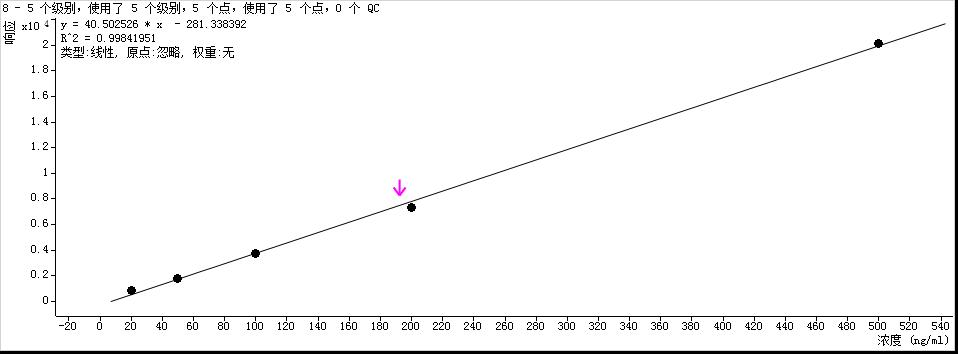 8 - 5 个级别，使用了 5 个级别，5 个点，使用了 5 个点，0 个 QC
响应
x10⁴
y = 40.502526 * x  - 281.338392
R^2 = 0.99841951
类型:线性, 原点:忽略, 权重:无
2
1.8
1.6
1.4
1.2
1
0.8
0.6
0.4
0.2
0
-20 0 20 40 60 80 100 120 140 160 180 200 220 240 260 280 300 320 340 360 380 400 420 440 460 480 500 520 540
浓度 (ng/ml)